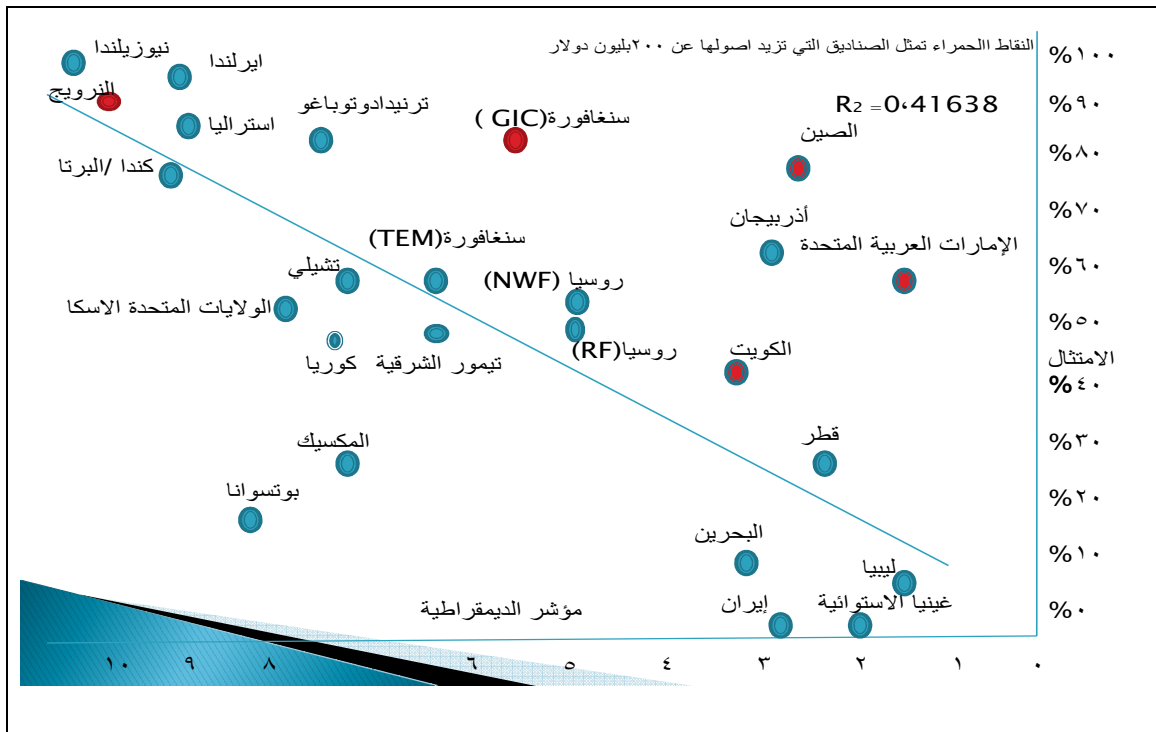 النقاط االحمراء تمثل الصناديق التي تزيد اصولها عن ٢٠٠بليون دولار
R2 =0،41638
%١٠٠
%٩٠
%٨٠
%٧٠
%٦٠
%٥٠
الامتثال
%٤٠
%٣٠
%٢٠
%١٠
%٠
نيوزيلندا
ايرلندا
النرويج
استراليا
ترنيدادوتوباغو
سنغافورة(GIC )
الصين
كندا /البرتا
أذربيجان
الإمارات العربية المتحدة
سنغافورة(TEM)
تشيلي
روسيا (NWF)
الولايات المتحدة الاسكا
روسيا(RF)
الكويت
تيمور الشرقية
كوريا
قطر
المكسيك
بوتسوانا
البحرين
ليبيا
غينيا الاستوائية
إيران
مؤشر الديمقراطية
٠ ١ ٢ ٣ ٤ ٥ ٦ ٨ ٩ ١٠